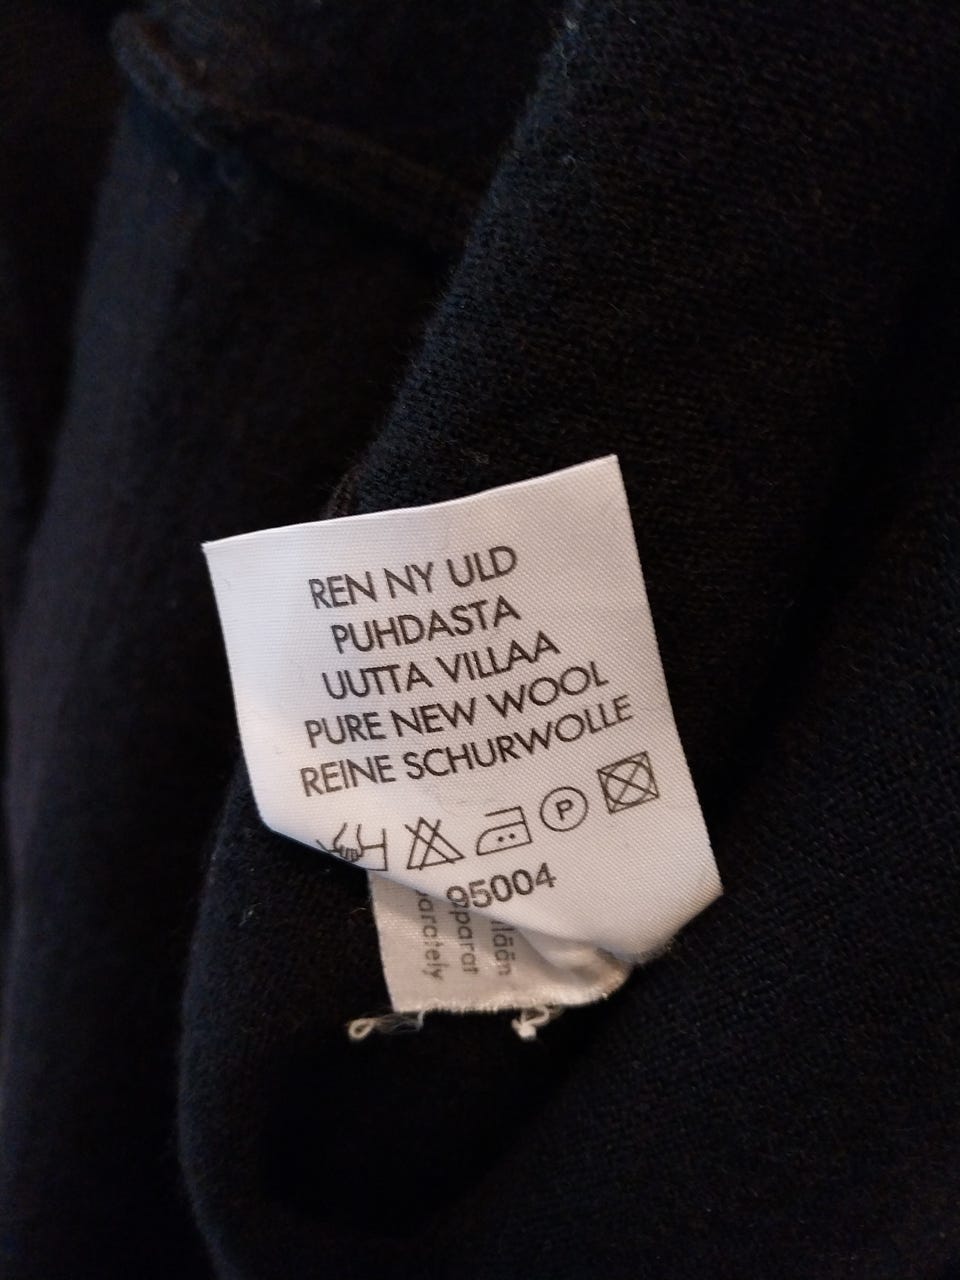 REN NY ULD
PUHDASTA
UUTTA VILLAA
PURE NEW WOOL
REINE SCHURWOLLE
P
95004